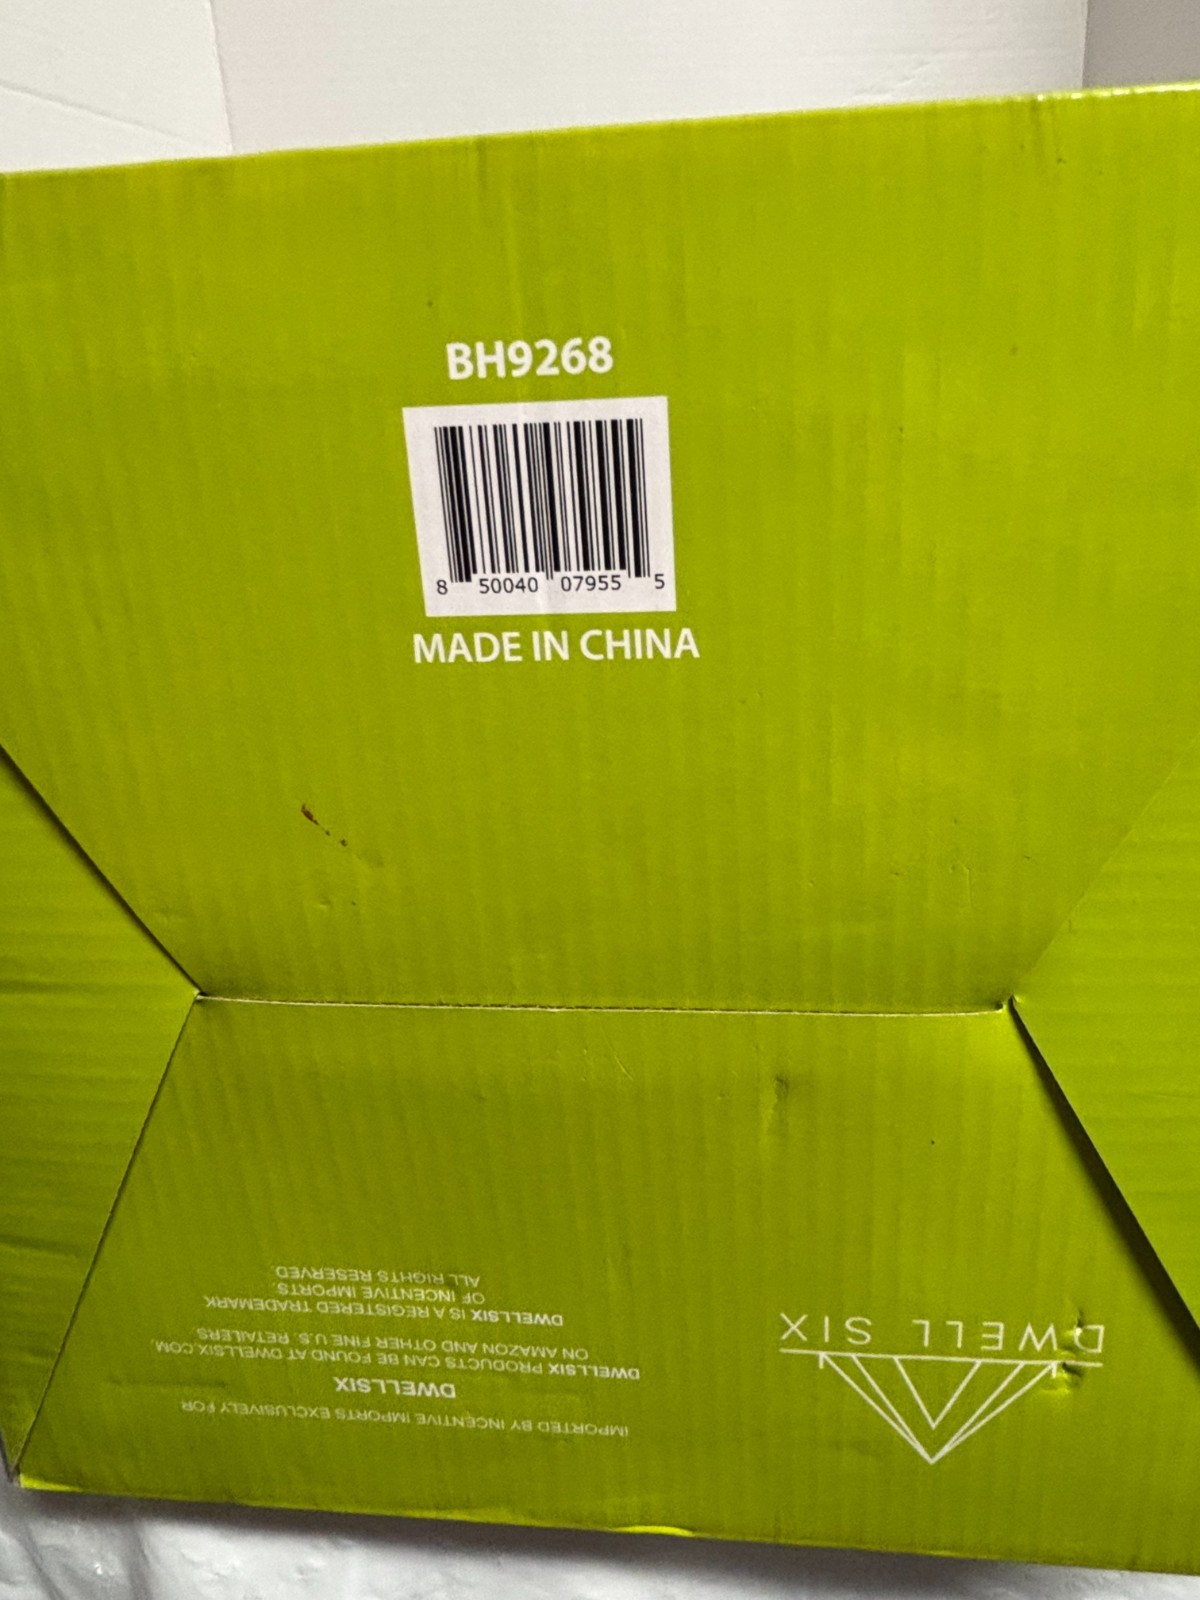 BH9268
8 50040 07955 5
MADE IN CHINA
DWELL SIX
IMPORTED BY INCENTIVE IMPORTS EXCLUSIVELY FOR
DWELLSIX
DWELLSIX PRODUCTS CAN BE FOUND AT DWELLSIX.COM,
ON AMAZON AND OTHER FINE U.S. RETAILERS.
DWELLSIX IS A REGISTERED TRADEMARK
OF INCENTIVE IMPORTS.
ALL RIGHTS RESERVED.